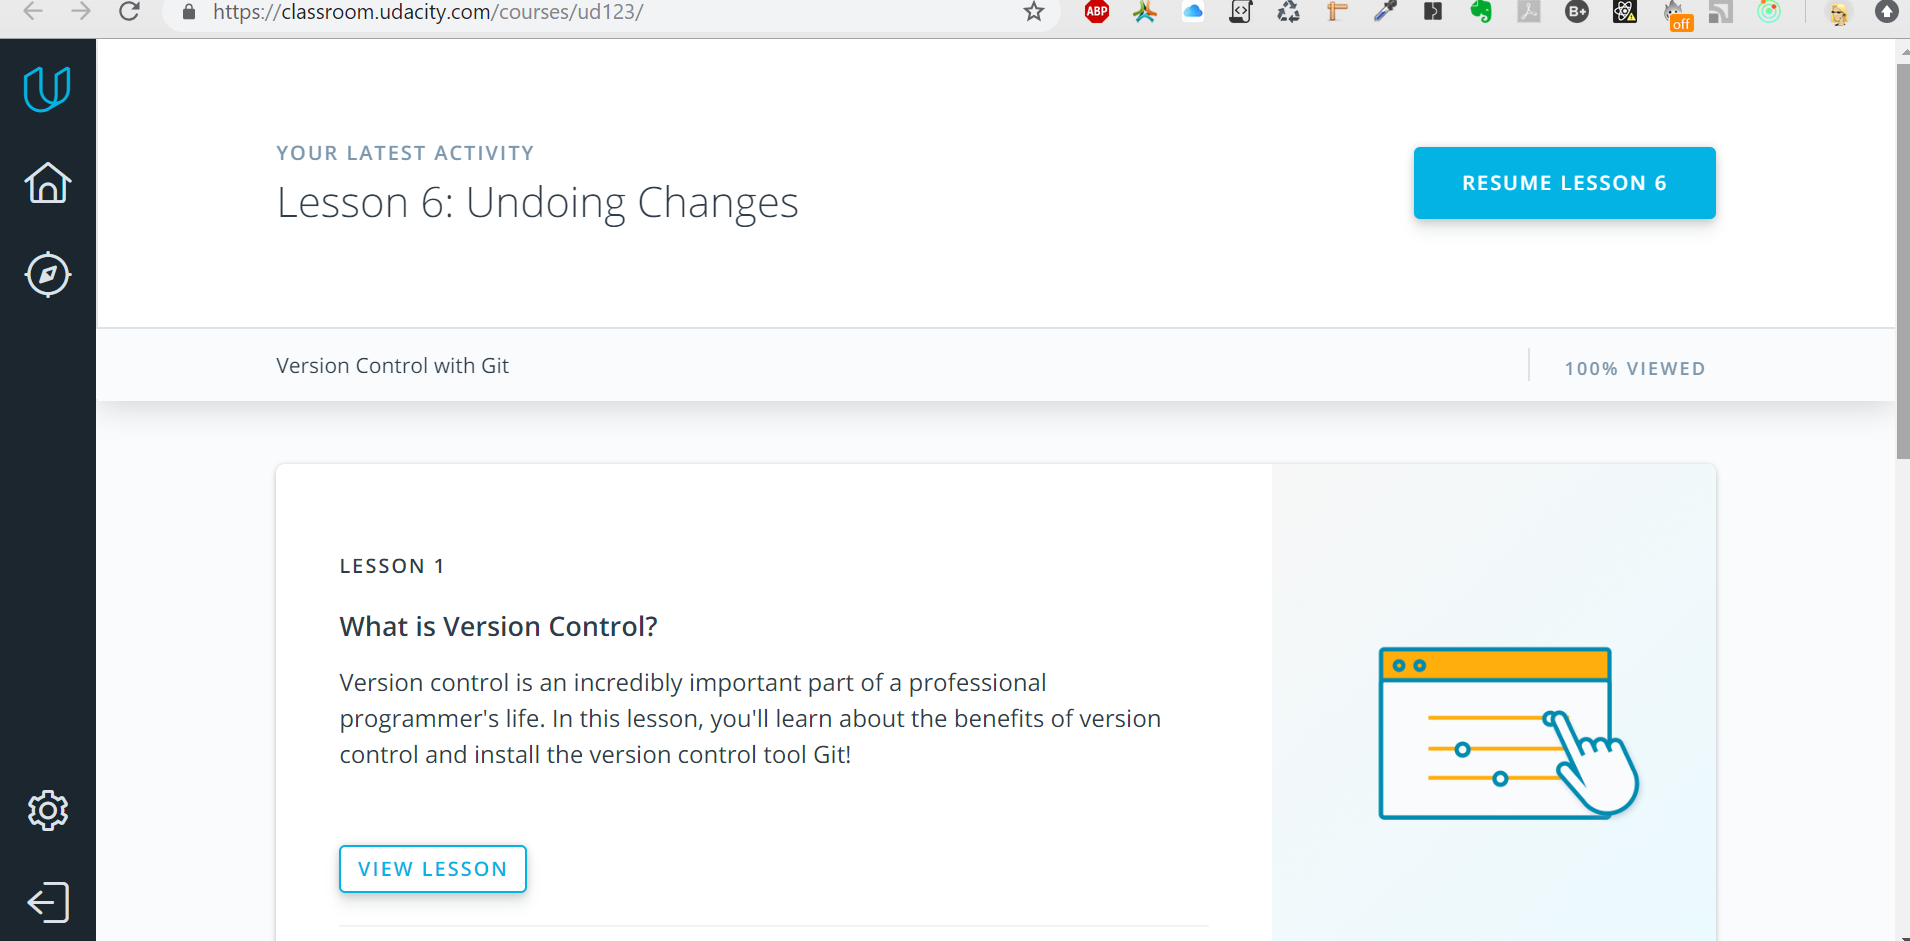 https://classroom.udacity.com/courses/ud123/
ABP
B+
off
YOUR LATEST ACTIVITY
Lesson 6: Undoing Changes
RESUME LESSON 6
Version Control with Git
100% VIEWED
LESSON 1
What is Version Control?
Version control is an incredibly important part of a professional
programmer's life. In this lesson, you'll learn about the benefits of version
control and install the version control tool Git!
VIEW LESSON